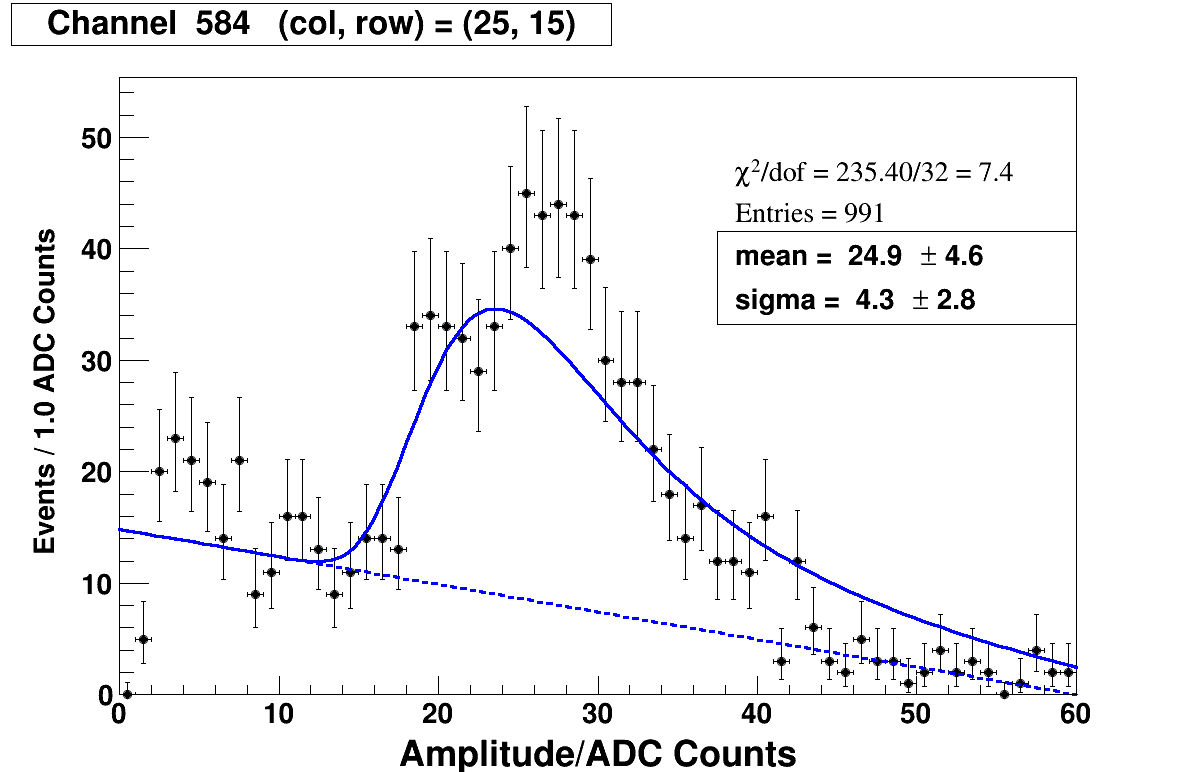 Channel 584 (col, row) = (25, 15)
χ²/dof = 235.40/32 = 7.4
Entries = 991
mean = 24.9 ± 4.6
sigma = 4.3 ± 2.8
Events / 1.0 ADC Counts
50
40
30
20
10
0
0 10 20 30 40 50 60
Amplitude/ADC Counts